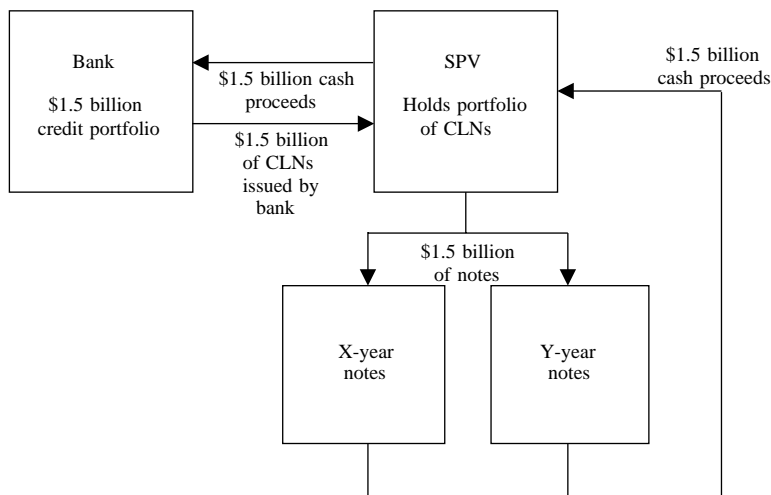 Bank
$1.5 billion
credit portfolio
$1.5 billion cash
proceeds
$1.5 billion
of CLNs
issued by
bank
SPV
Holds portfolio
of CLNs
$1.5 billion
cash proceeds
$1.5 billion
of notes
X-year
notes
Y-year
notes